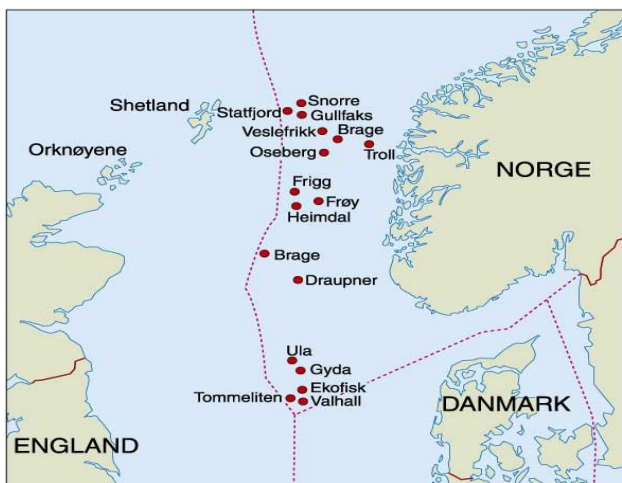 Snorre
Shetland
Statfjord
Gullfaks
Veslefrikk
Brage
Oseberg
Troll
Orknøyene
NORGE
Frigg
Frøy
Heimdal
Brage
Draupner
Ula
Gyda
Ekofisk
Tommeliten
Valhall
DANMARK
ENGLAND